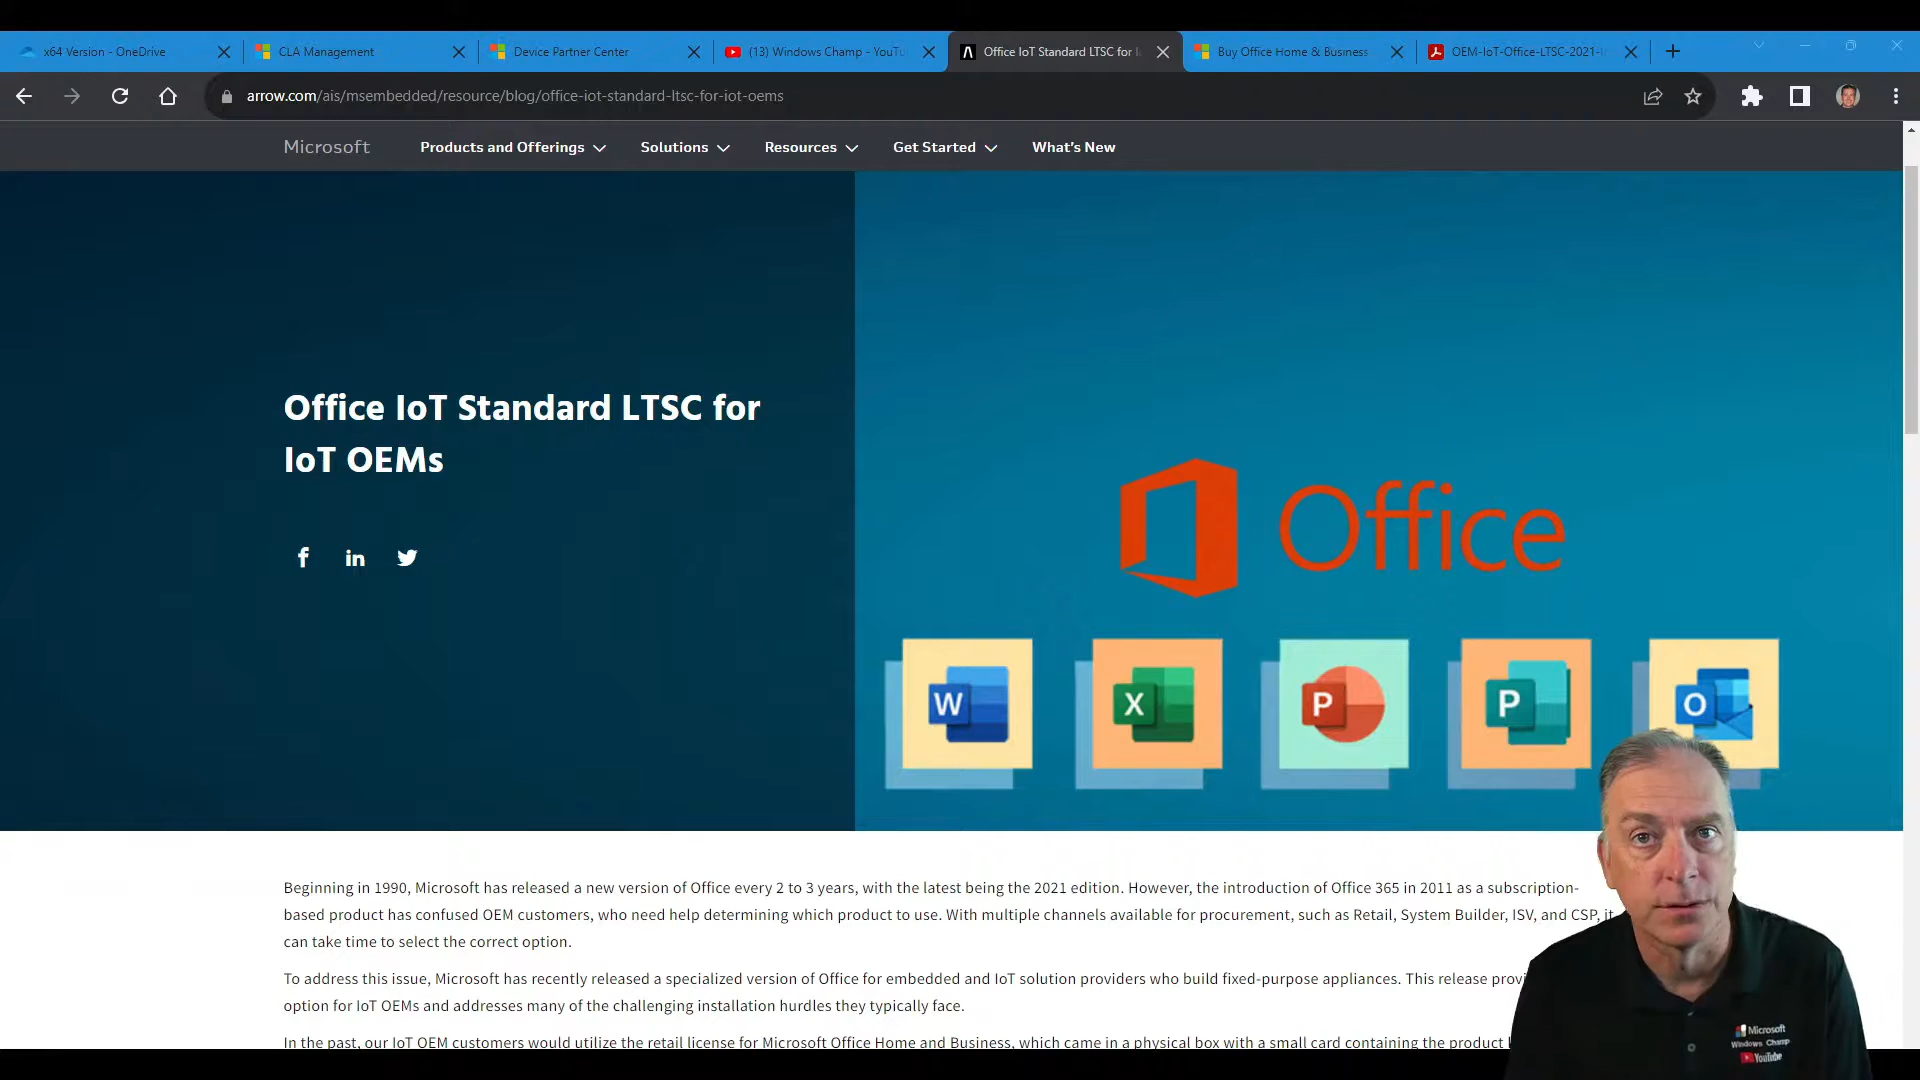 x64 Version - OneDrive
CLA Management
Device Partner Center
(13) Windows Champ - YouTu
Office IoT Standard LTSC for I
Buy Office Home & Business
OEM-IoT-Office-LTSC-2021-
arrow.com/ais/msembedded/resource/blog/office-iot-standard-ltsc-for-iot-oems
Microsoft
Products and Offerings
Solutions
Resources
Get Started
What's New
Office IoT Standard LTSC for
IoT OEMs
Office
W
X
P
P
O
Beginning in 1990, Microsoft has released a new version of Office every 2 to 3 years, with the latest being the 2021 edition. However, the introduction of Office 365 in 2011 as a subscription-
based product has confused OEM customers, who need help determining which product to use. With multiple channels available for procurement, such as Retail, System Builder, ISV, and CSP, it
can take time to select the correct option.
To address this issue, Microsoft has recently released a specialized version of Office for embedded and IoT solution providers who build fixed-purpose appliances. This release provi
option for IoT OEMs and addresses many of the challenging installation hurdles they typically face.
In the past, our IoT OEM customers would utilize the retail license for Microsoft Office Home and Business, which came in a physical box with a small card containing the product
Microsoft
Windows Champ
YouTube